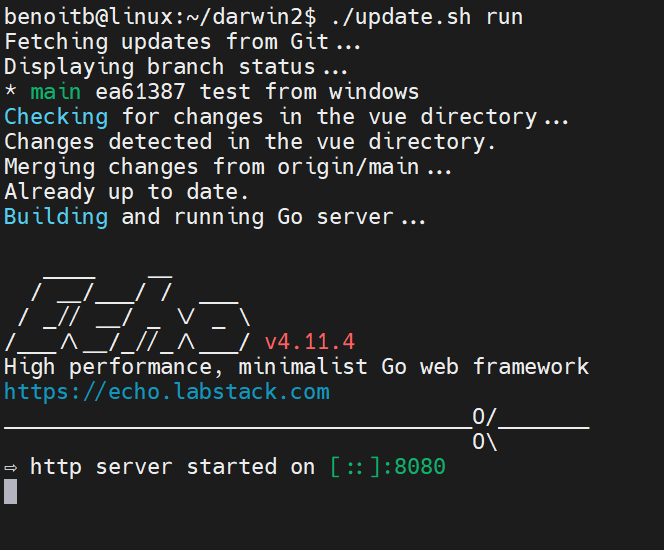 benoitb@linux:~/darwin2$ ./update.sh run
Fetching updates from Git...
Displaying branch status...
* main ea61387 test from windows
Checking for changes in the vue directory...
Changes detected in the vue directory.
Merging changes from origin/main...
Already up to date.
Building and running Go server...
   ____    __
  / __/___/ /  ___
 / _// __/ _ \/ _ \
/___/\__/_//_/\___/ v4.11.4
High performance, minimalist Go web framework
https://echo.labstack.com
____________________________________O/_______
                                    O\
⇨ http server started on [::]:8080